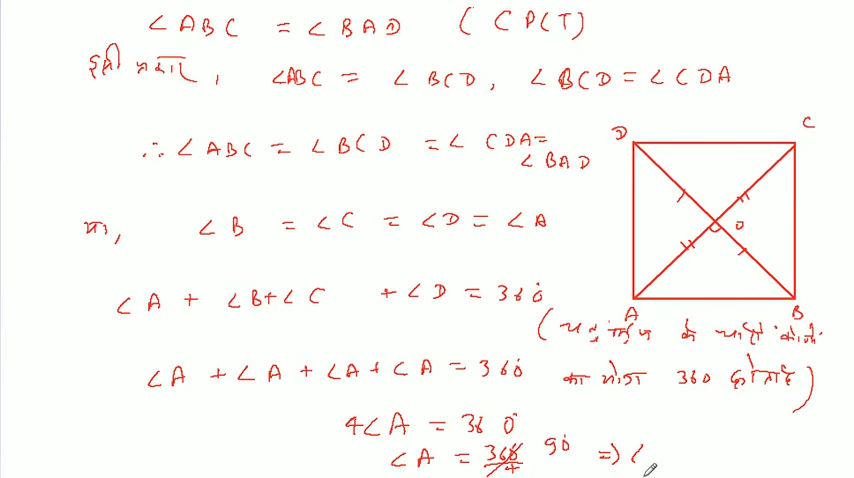 ∠ABC = ∠BAD (CPCT)
इसी प्रकार, ∠ABC = ∠BCD, ∠BCD = ∠CDA
∴ ∠ABC = ∠BCD = ∠CDA =
∠BAD
या, ∠B = ∠C = ∠D = ∠A
∠A + ∠B + ∠C + ∠D = 360°
∠A + ∠A + ∠A + ∠A = 360°
4∠A = 360°
∠A = 360/4 90° => ∠
D
C
O
A
B
(चतुर्भुज के चारों कोणों
का योग 360 होता है)